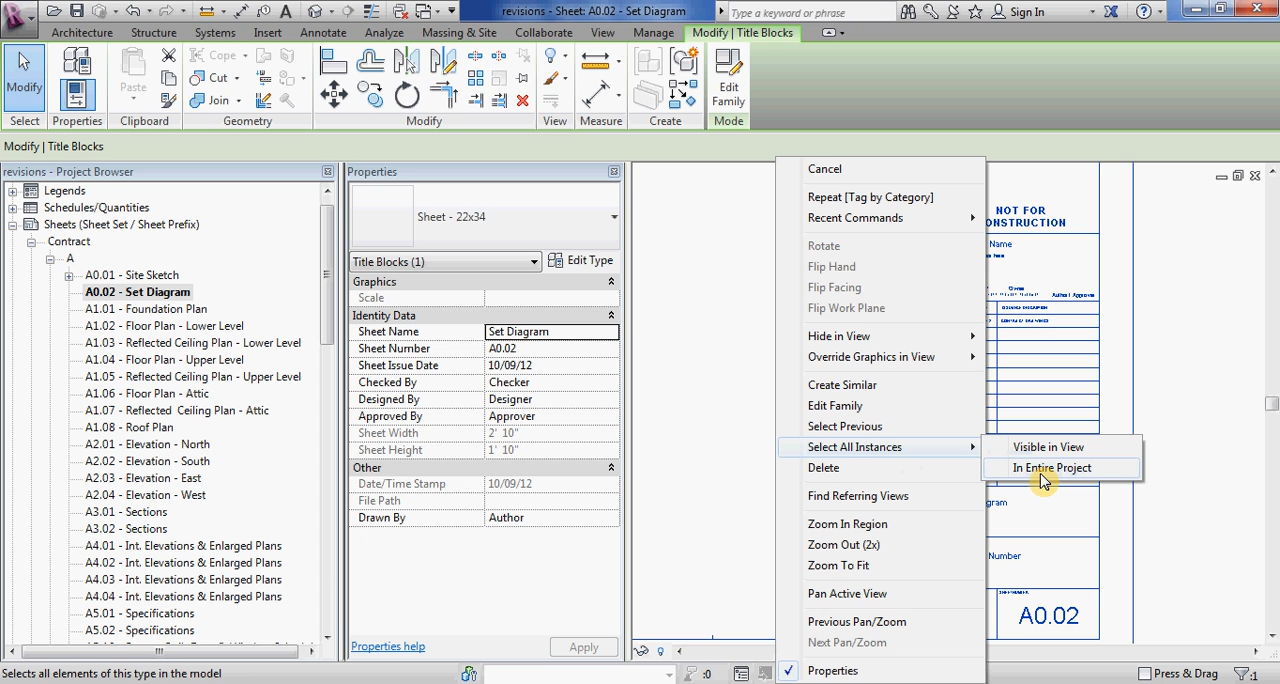 revisions - Sheet: A0.02 - Set Diagram
Type a keyword or phrase
Sign In
Architecture Structure Systems Insert Annotate Analyze Massing & Site Collaborate View Manage Modify | Title Blocks
Modify
Paste
Cope
Cut
Join
Edit
Family
Select Properties Clipboard Geometry Modify View Measure Create Mode
Modify | Title Blocks
revisions - Project Browser
Legends
Schedules/Quantities
Sheets (Sheet Set / Sheet Prefix)
Contract
A
A0.01 - Site Sketch
A0.02 - Set Diagram
A1.01 - Foundation Plan
A1.02 - Floor Plan - Lower Level
A1.03 - Reflected Ceiling Plan - Lower Level
A1.04 - Floor Plan - Upper Level
A1.05 - Reflected Ceiling Plan - Upper Level
A1.06 - Floor Plan - Attic
A1.07 - Reflected  Ceiling Plan - Attic
A1.08 - Roof Plan
A2.01 - Elevation - North
A2.02 - Elevation - South
A2.03 - Elevation - East
A2.04 - Elevation - West
A3.01 - Sections
A3.02 - Sections
A4.01 - Int. Elevations & Enlarged Plans
A4.02 - Int. Elevations & Enlarged Plans
A4.03 - Int. Elevations & Enlarged Plans
A4.04 - Int. Elevations & Enlarged Plans
A5.01 - Specifications
A5.02 - Specifications
Properties
Sheet - 22x34
Title Blocks (1)
Edit Type
Graphics
Scale
Identity Data
Sheet Name Set Diagram
Sheet Number A0.02
Sheet Issue Date 10/09/12
Checked By Checker
Designed By Designer
Approved By Approver
Sheet Width 2' 10"
Sheet Height 1' 10"
Other
Date/Time Stamp 10/09/12
File Path
Drawn By Author
Properties help
Apply
Cancel
Repeat [Tag by Category]
Recent Commands
Rotate
Flip Hand
Flip Facing
Flip Work Plane
Hide in View
Override Graphics in View
Create Similar
Edit Family
Select Previous
Select All Instances
Delete
Find Referring Views
Zoom In Region
Zoom Out (2x)
Zoom To Fit
Pan Active View
Previous Pan/Zoom
Next Pan/Zoom
Properties
Visible in View
In Entire Project
NOT FOR
ONSTRUCTION
Name
Owner
gram
Number
A0.02
Selects all elements of this type in the model
:0
Press & Drag
:1